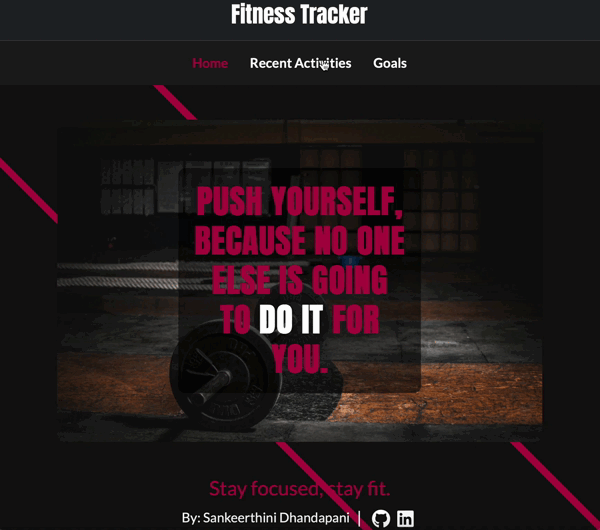 Fitness Tracker
Home Recent Activities Goals
PUSH YOURSELF,
BECAUSE NO ONE
ELSE IS GOING
TO DO IT FOR
YOU.
Stay focused, stay fit.
By: Sankeerthini Dhandapani |